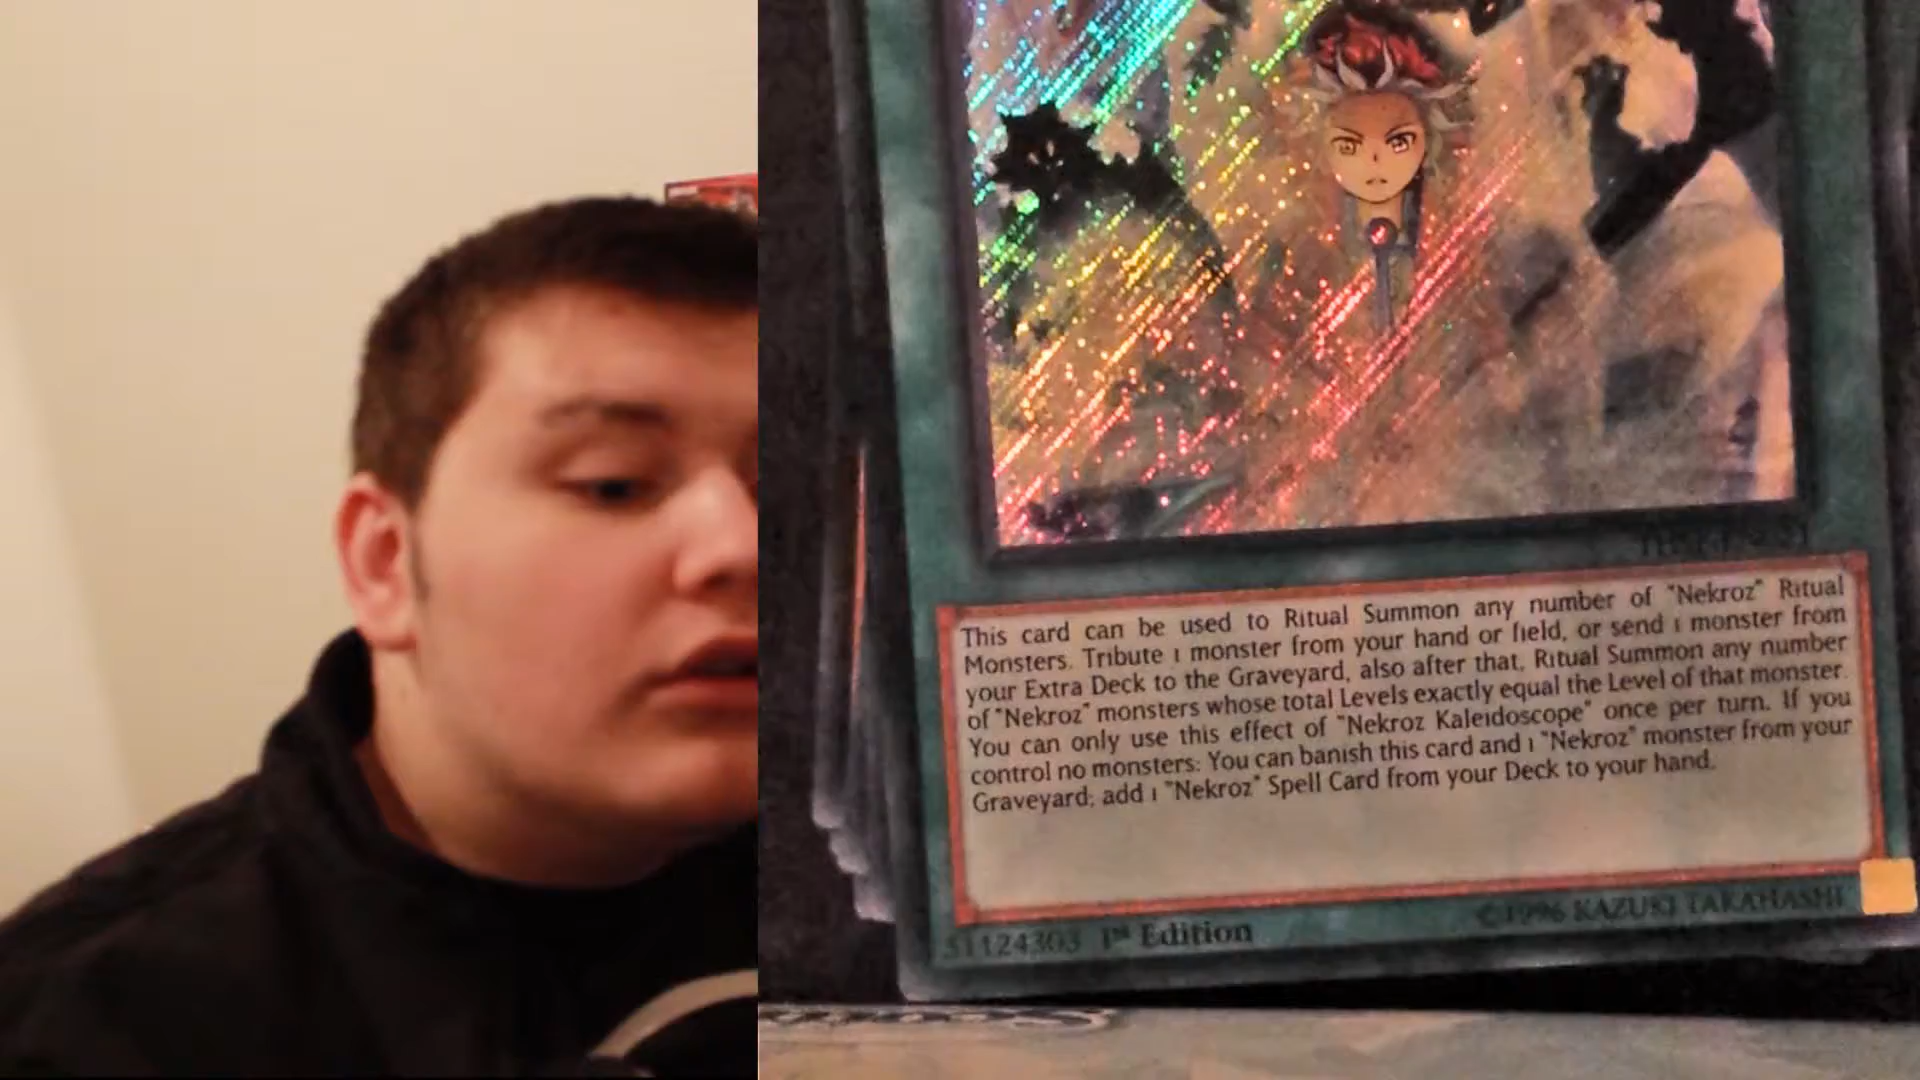 This card can be used to Ritual Summon any number of "Nekroz" Ritual
Monsters. Tribute 1 monster from your hand or field, or send 1 monster from
your Extra Deck to the Graveyard, also after that, Ritual Summon any number
of "Nekroz" monsters whose total Levels exactly equal the Level of that monster.
You can only use this effect of "Nekroz Kaleidoscope" once per turn. If you
control no monsters: You can banish this card and 1 "Nekroz" monster from your
Graveyard; add 1 "Nekroz" Spell Card from your Deck to your hand.
51124303 1st Edition
©1996 KAZUKI TAKAHASHI